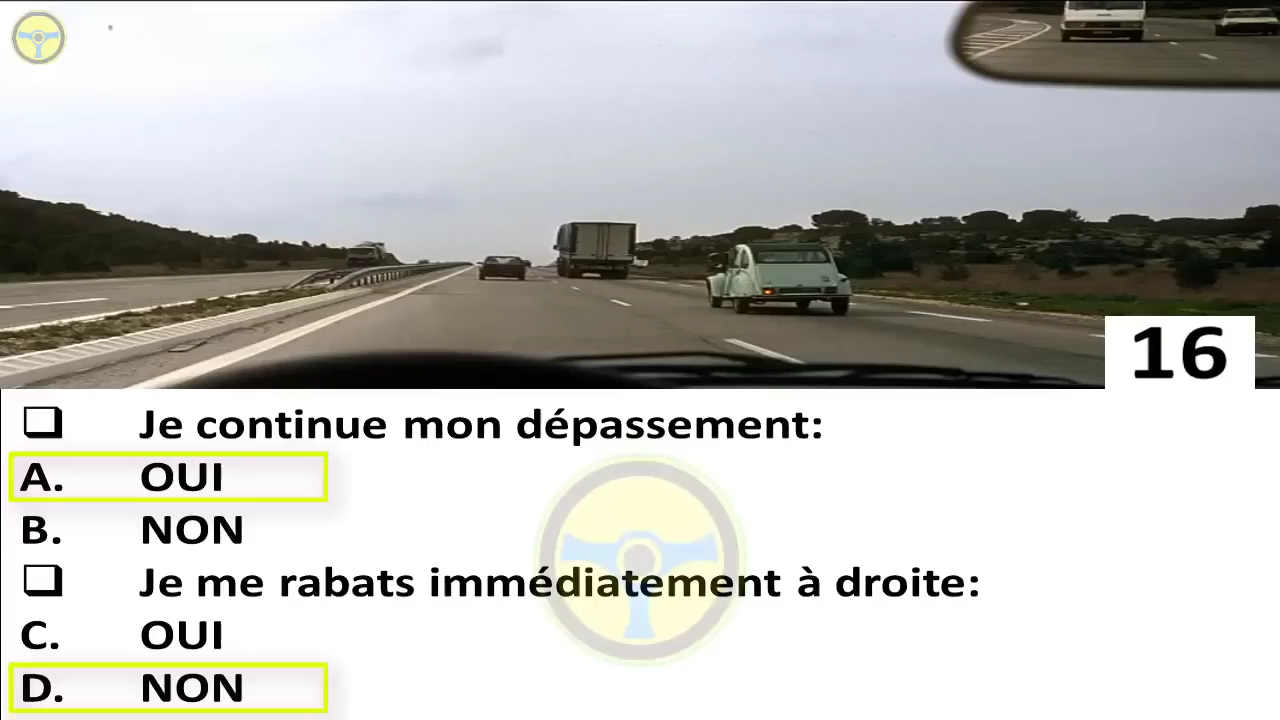 16
❑ Je continue mon dépassement:
A. OUI
B. NON
❑ Je me rabats immédiatement à droite:
C. OUI
D. NON